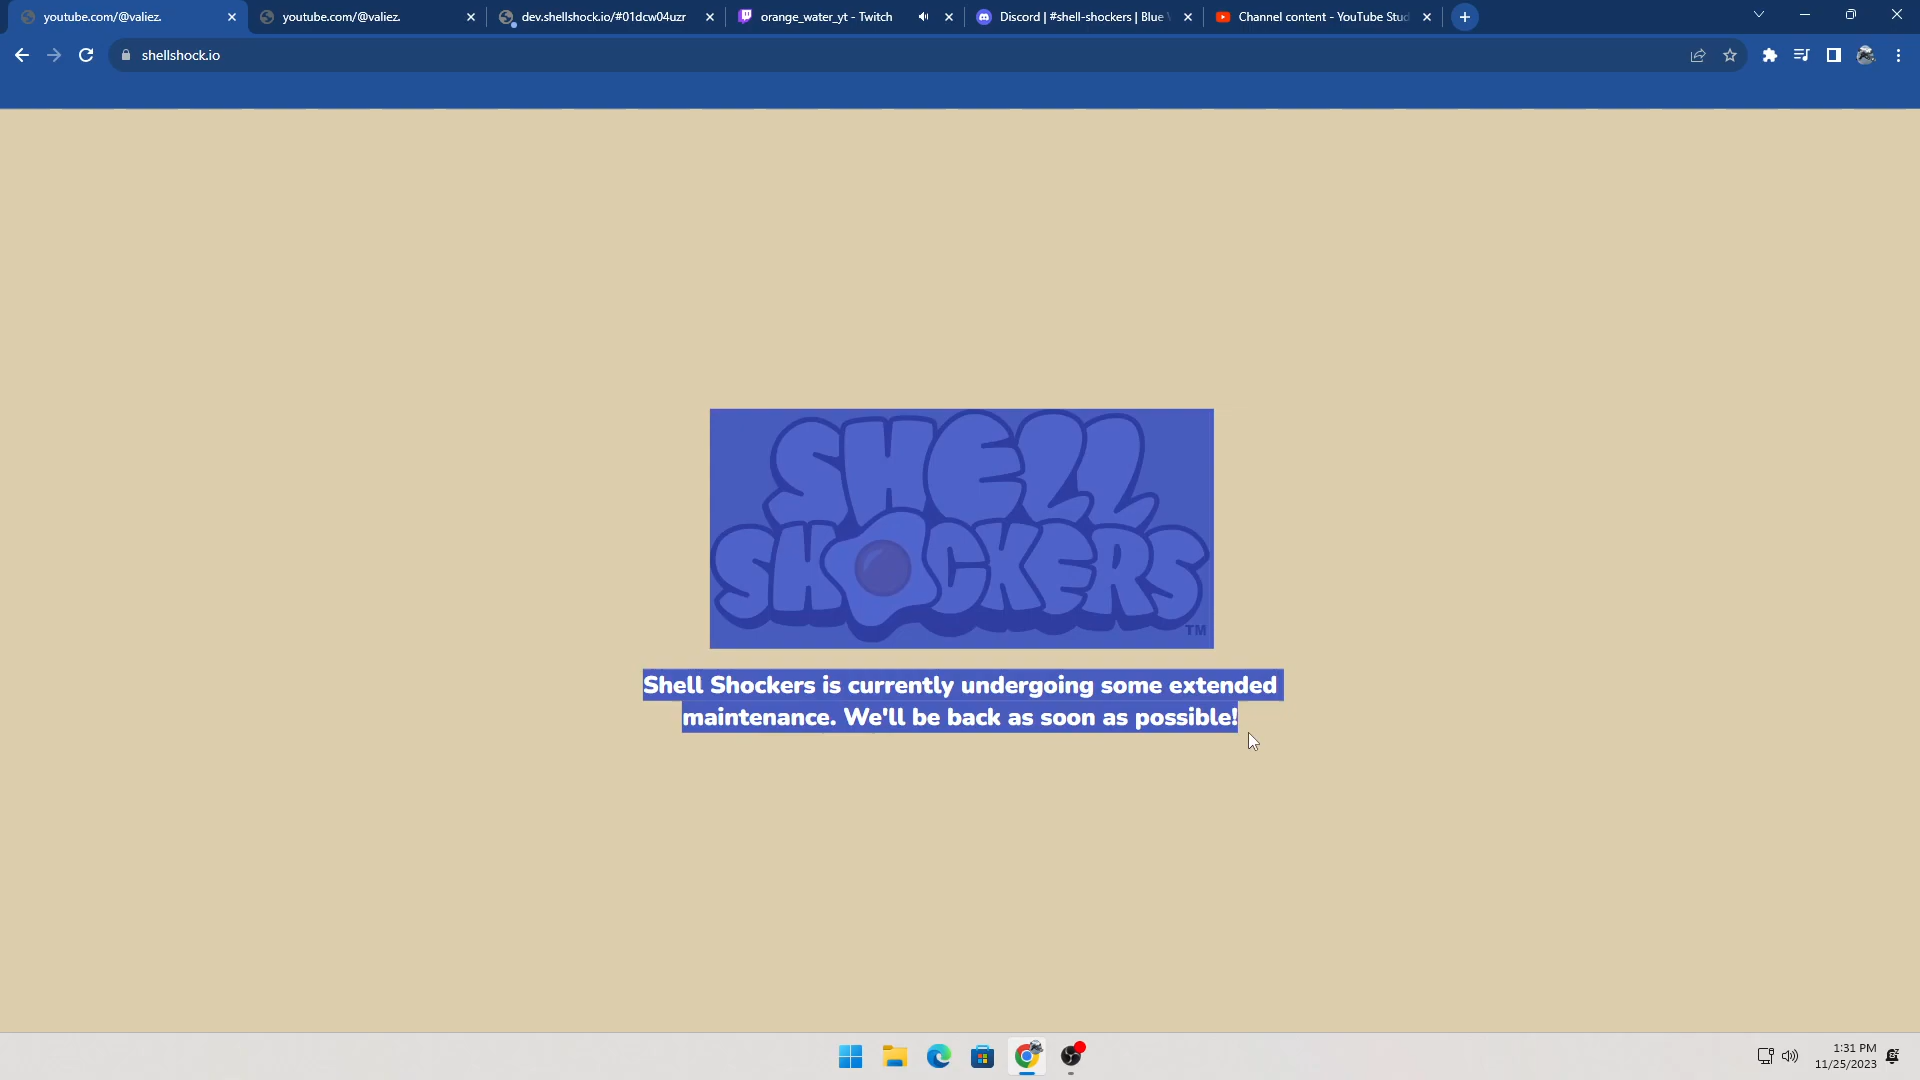 youtube.com/@valiez.
youtube.com/@valiez.
dev.shellshock.io/#01dcw04uzr
orange_water_yt - Twitch
Discord | #shell-shockers | Blue
Channel content - YouTube Stud
shellshock.io
SHELL
SHOCKERS
TM
Shell Shockers is currently undergoing some extended
maintenance. We'll be back as soon as possible!
1:31 PM
11/25/2023